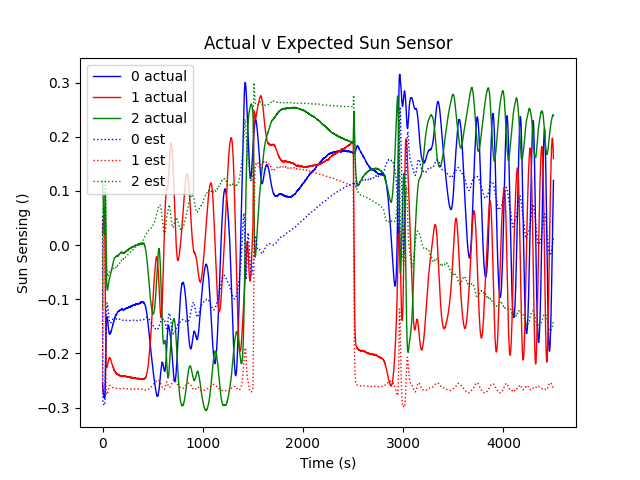 Actual v Expected Sun Sensor
0 actual
1 actual
2 actual
0 est
1 est
2 est
0.3
0.2
0.1
0.0
−0.1
−0.2
−0.3
Sun Sensing ()
0
1000
2000
3000
4000
Time (s)